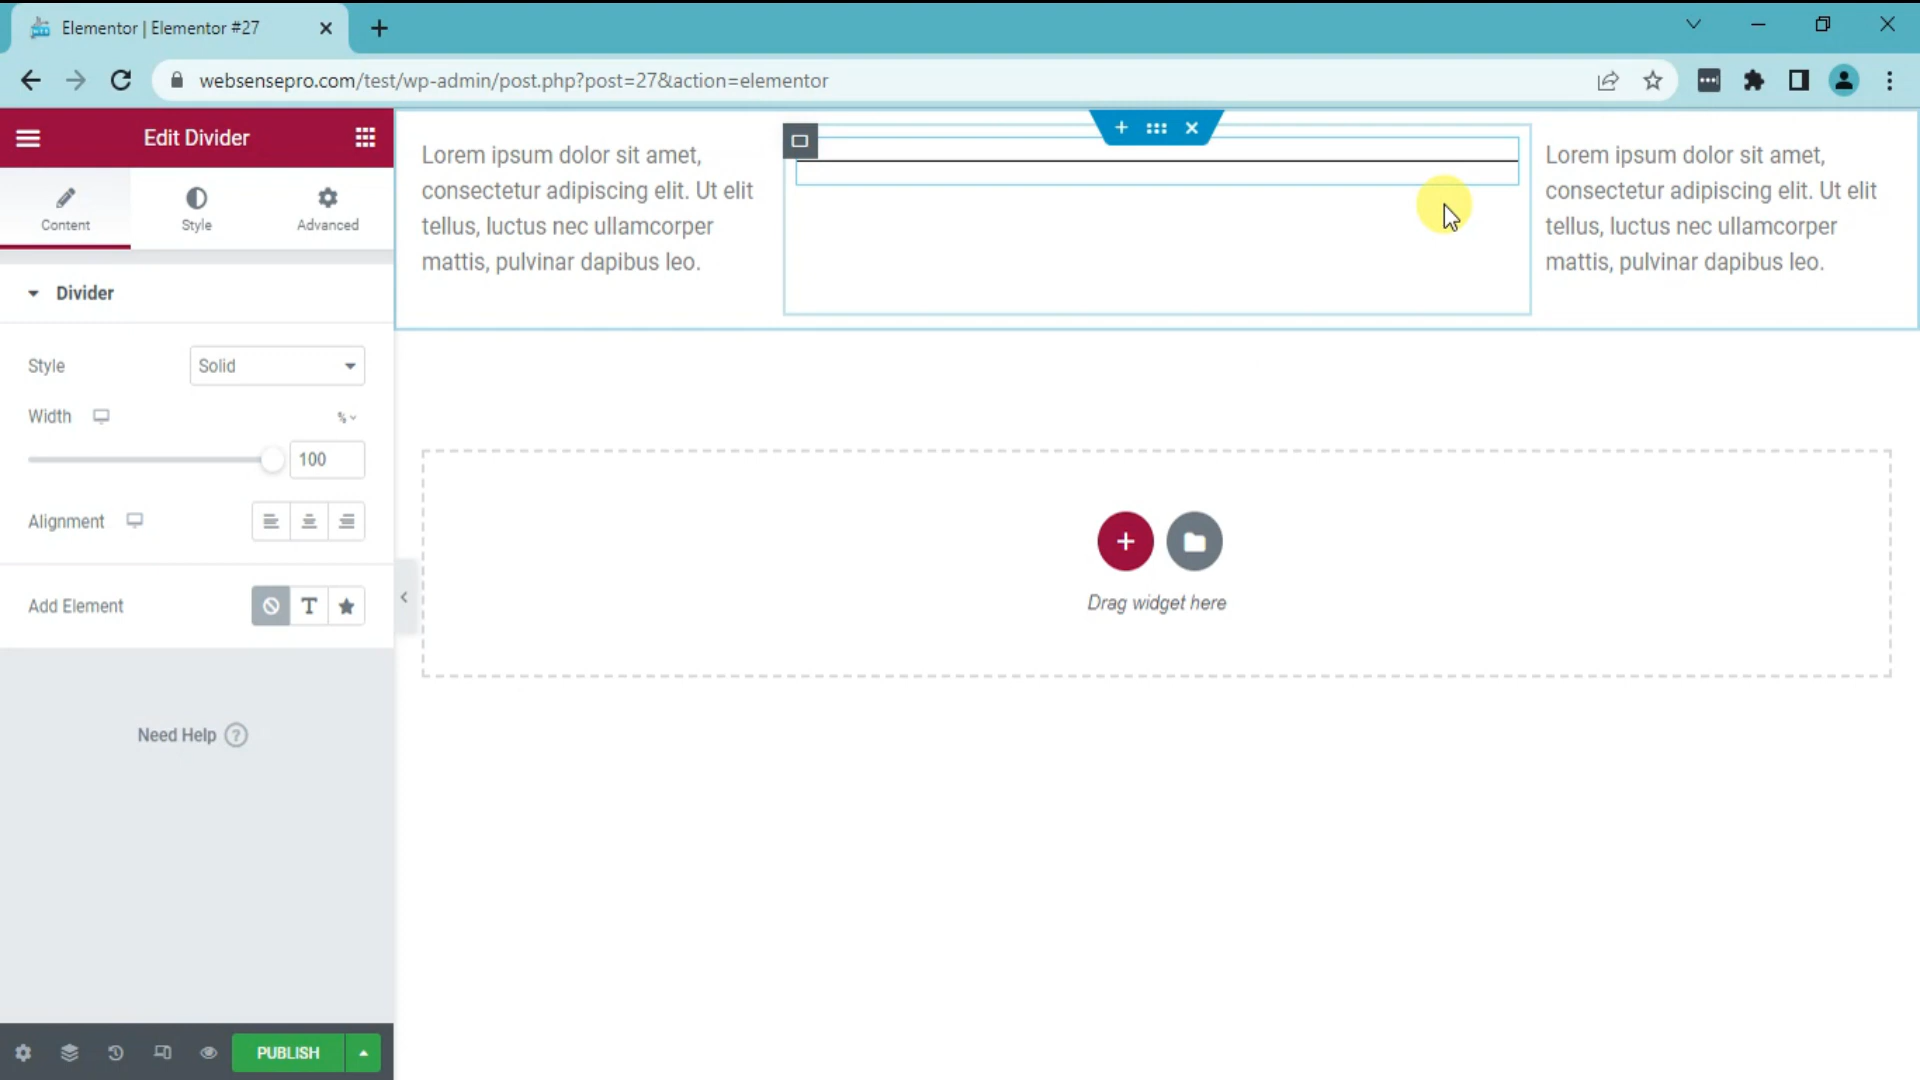 Elementor | Elementor #27
websensepro.com/test/wp-admin/post.php?post=27&action=elementor
Edit Divider
Content
Style
Advanced
Divider
Style
Solid
Width
%
100
Alignment
Add Element
T
Need Help ?
PUBLISH
Lorem ipsum dolor sit amet,
consectetur adipiscing elit. Ut elit
tellus, luctus nec ullamcorper
mattis, pulvinar dapibus leo.
Lorem ipsum dolor sit amet,
consectetur adipiscing elit. Ut elit
tellus, luctus nec ullamcorper
mattis, pulvinar dapibus leo.
Drag widget here